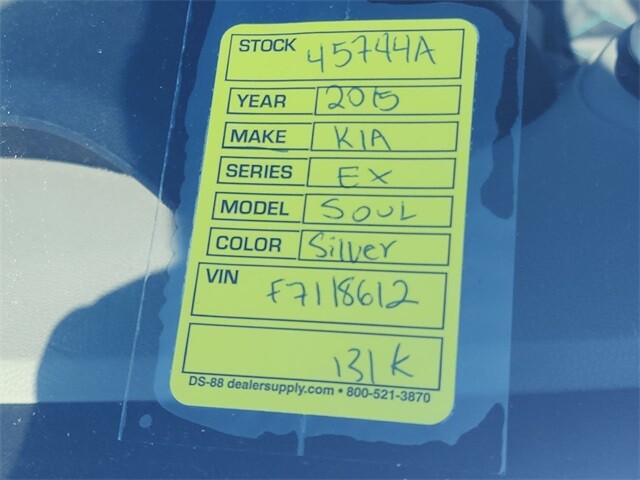 STOCK 45744A
YEAR 2015
MAKE KIA
SERIES EX
MODEL SOUL
COLOR Silver
VIN F7118612
131K
DS-88 dealersupply.com • 800-521-3870